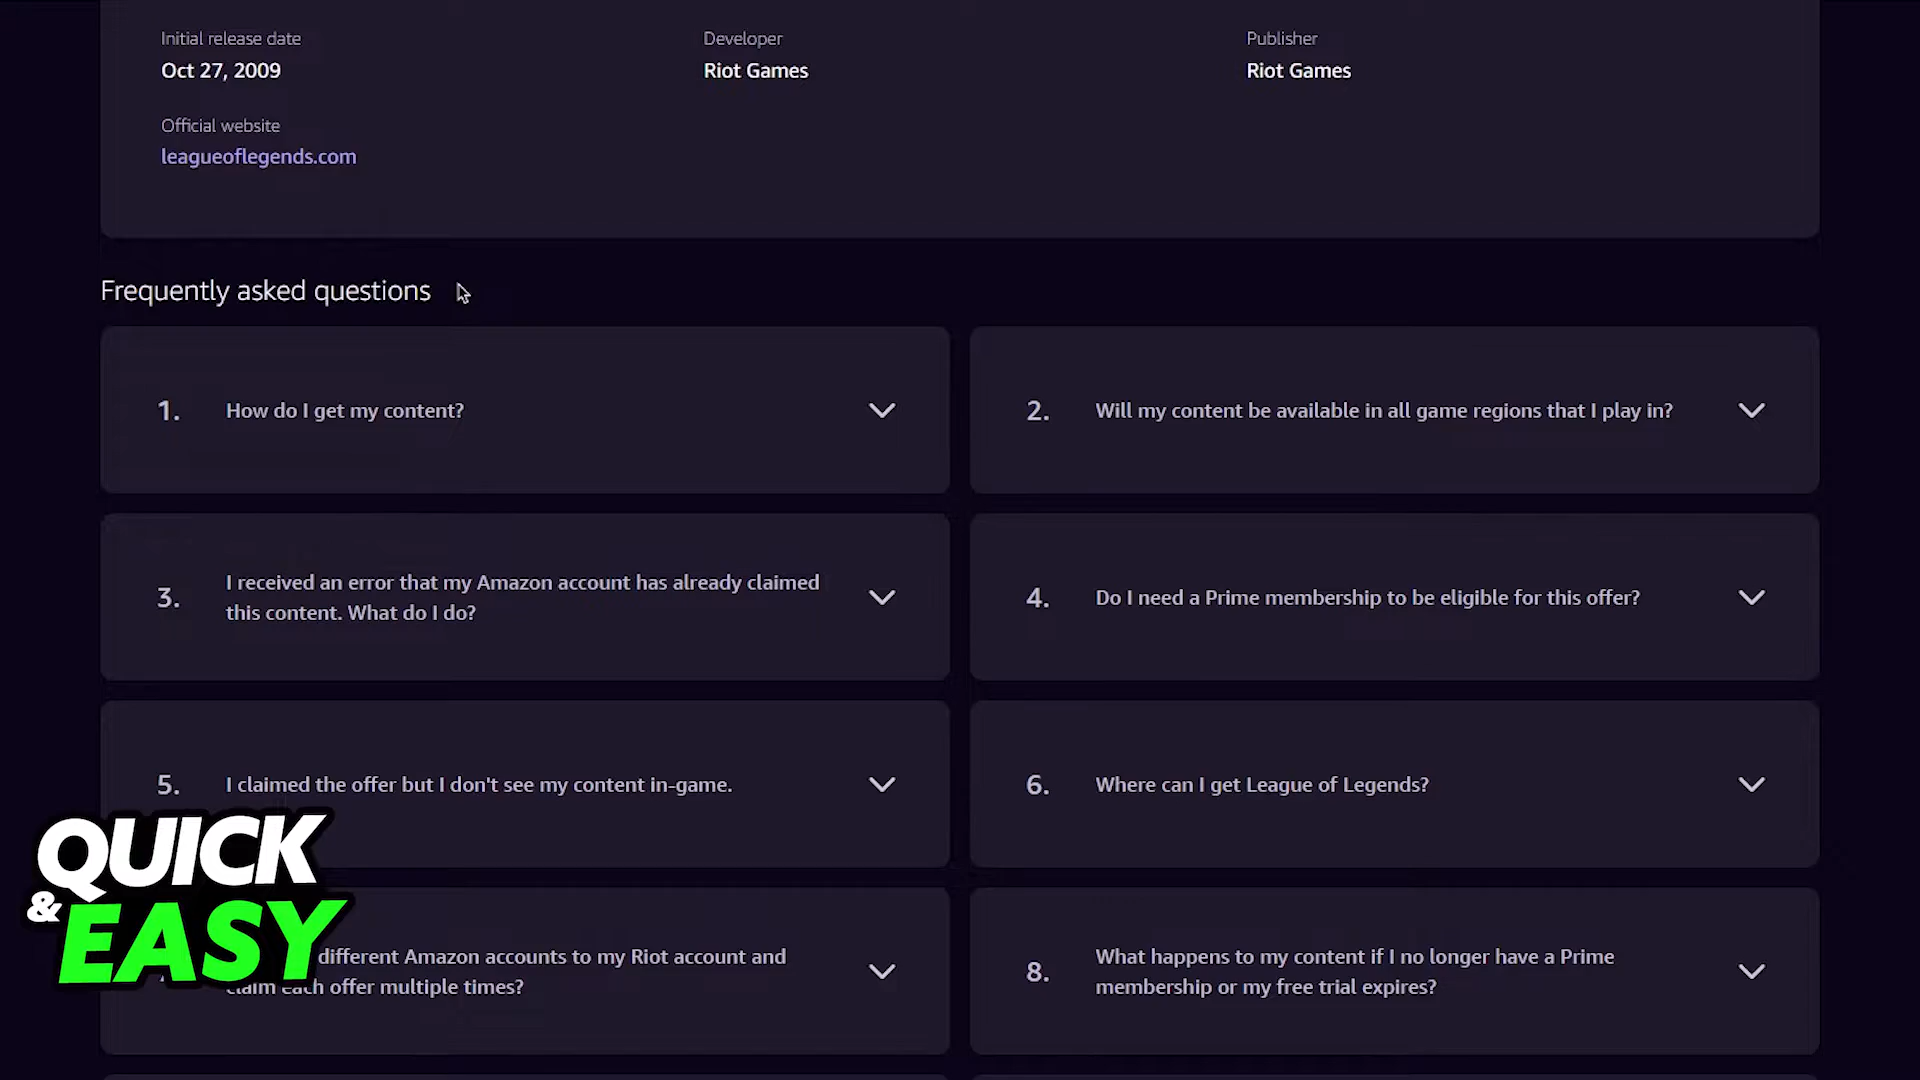 Initial release date
Developer
Publisher
Oct 27, 2009
Riot Games
Riot Games
Official website
leagueoflegends.com
Frequently asked questions
1. How do I get my content?
2. Will my content be available in all game regions that I play in?
3. I received an error that my Amazon account has already claimed
this content. What do I do?
4. Do I need a Prime membership to be eligible for this offer?
5. I claimed the offer but I don't see my content in-game.
6. Where can I get League of Legends?
different Amazon accounts to my Riot account and
claim each offer multiple times?
8. What happens to my content if I no longer have a Prime
membership or my free trial expires?
QUICK
& EASY